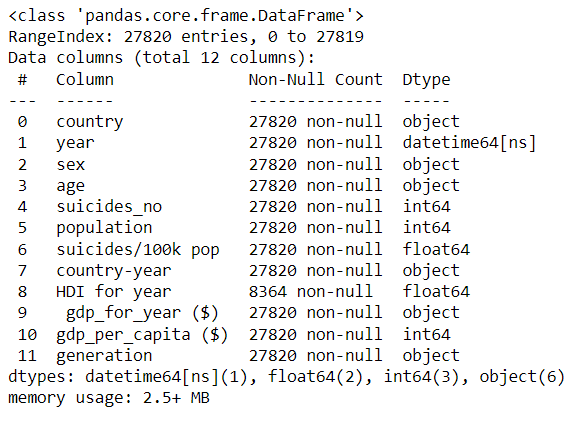 <class 'pandas.core.frame.DataFrame'>
RangeIndex: 27820 entries, 0 to 27819
Data columns (total 12 columns):
 #   Column              Non-Null Count  Dtype
---  ------              --------------  -----
 0   country             27820 non-null  object
 1   year                27820 non-null  datetime64[ns]
 2   sex                 27820 non-null  object
 3   age                 27820 non-null  object
 4   suicides_no         27820 non-null  int64
 5   population          27820 non-null  int64
 6   suicides/100k pop   27820 non-null  float64
 7   country-year        27820 non-null  object
 8   HDI for year        8364 non-null   float64
 9    gdp_for_year ($)   27820 non-null  object
 10  gdp_per_capita ($)  27820 non-null  int64
 11  generation          27820 non-null  object
dtypes: datetime64[ns](1), float64(2), int64(3), object(6)
memory usage: 2.5+ MB